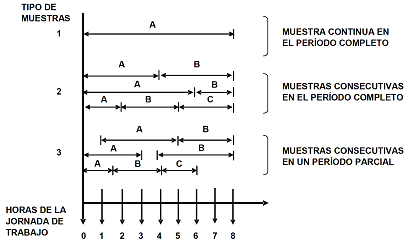 TIPO DE
MUESTRAS
1
A
MUESTRA CONTINUA EN
EL PERÍODO COMPLETO
2
A B
A B
A B C
MUESTRAS CONSECUTIVAS
EN EL PERÍODO COMPLETO
3
A B
A B
A B C
MUESTRAS CONSECUTIVAS
EN UN PERÍODO PARCIAL
HORAS DE LA
JORNADA DE
TRABAJO
0 1 2 3 4 5 6 7 8